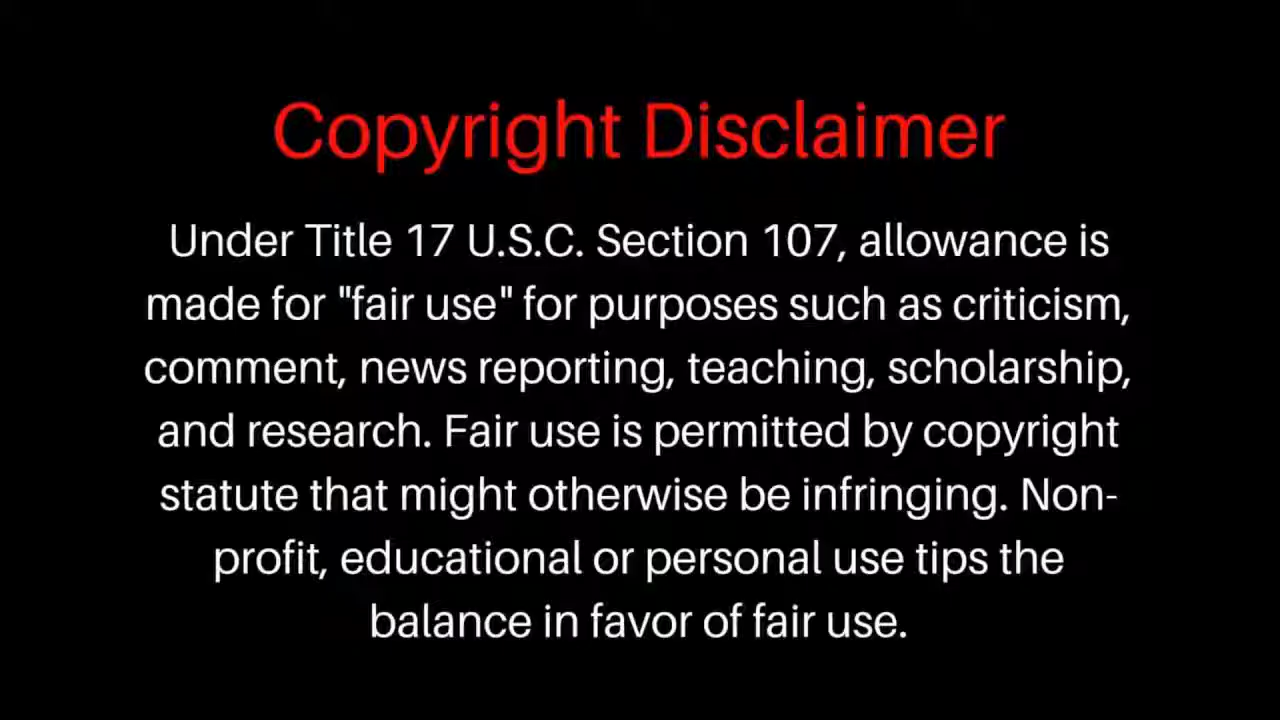 Copyright Disclaimer
Under Title 17 U.S.C. Section 107, allowance is
made for "fair use" for purposes such as criticism,
comment, news reporting, teaching, scholarship,
and research. Fair use is permitted by copyright
statute that might otherwise be infringing. Non-
profit, educational or personal use tips the
balance in favor of fair use.